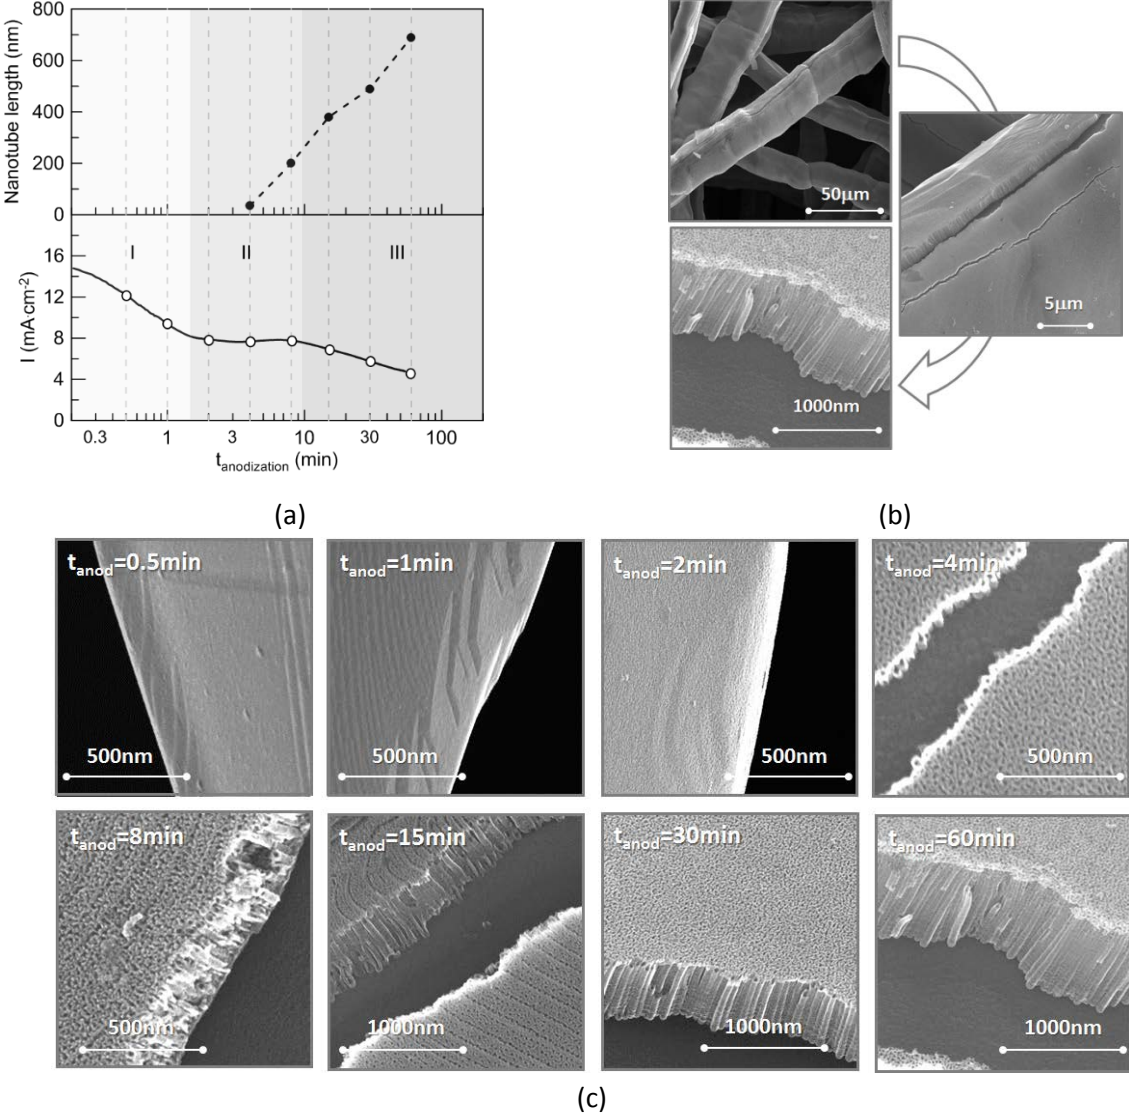 Nanotube length (nm)
800
600
400
200
0
I
II
III
I (mA·cm⁻²)
16
12
8
4
0
0.3 1 3 10 30 100
t_anodization (min)
(a)
50μm
5μm
1000nm
(b)
t_anod=0.5min
500nm
t_anod=1min
500nm
t_anod=2min
500nm
t_anod=4min
500nm
t_anod=8min
500nm
t_anod=15min
1000nm
t_anod=30min
1000nm
t_anod=60min
1000nm
(c)